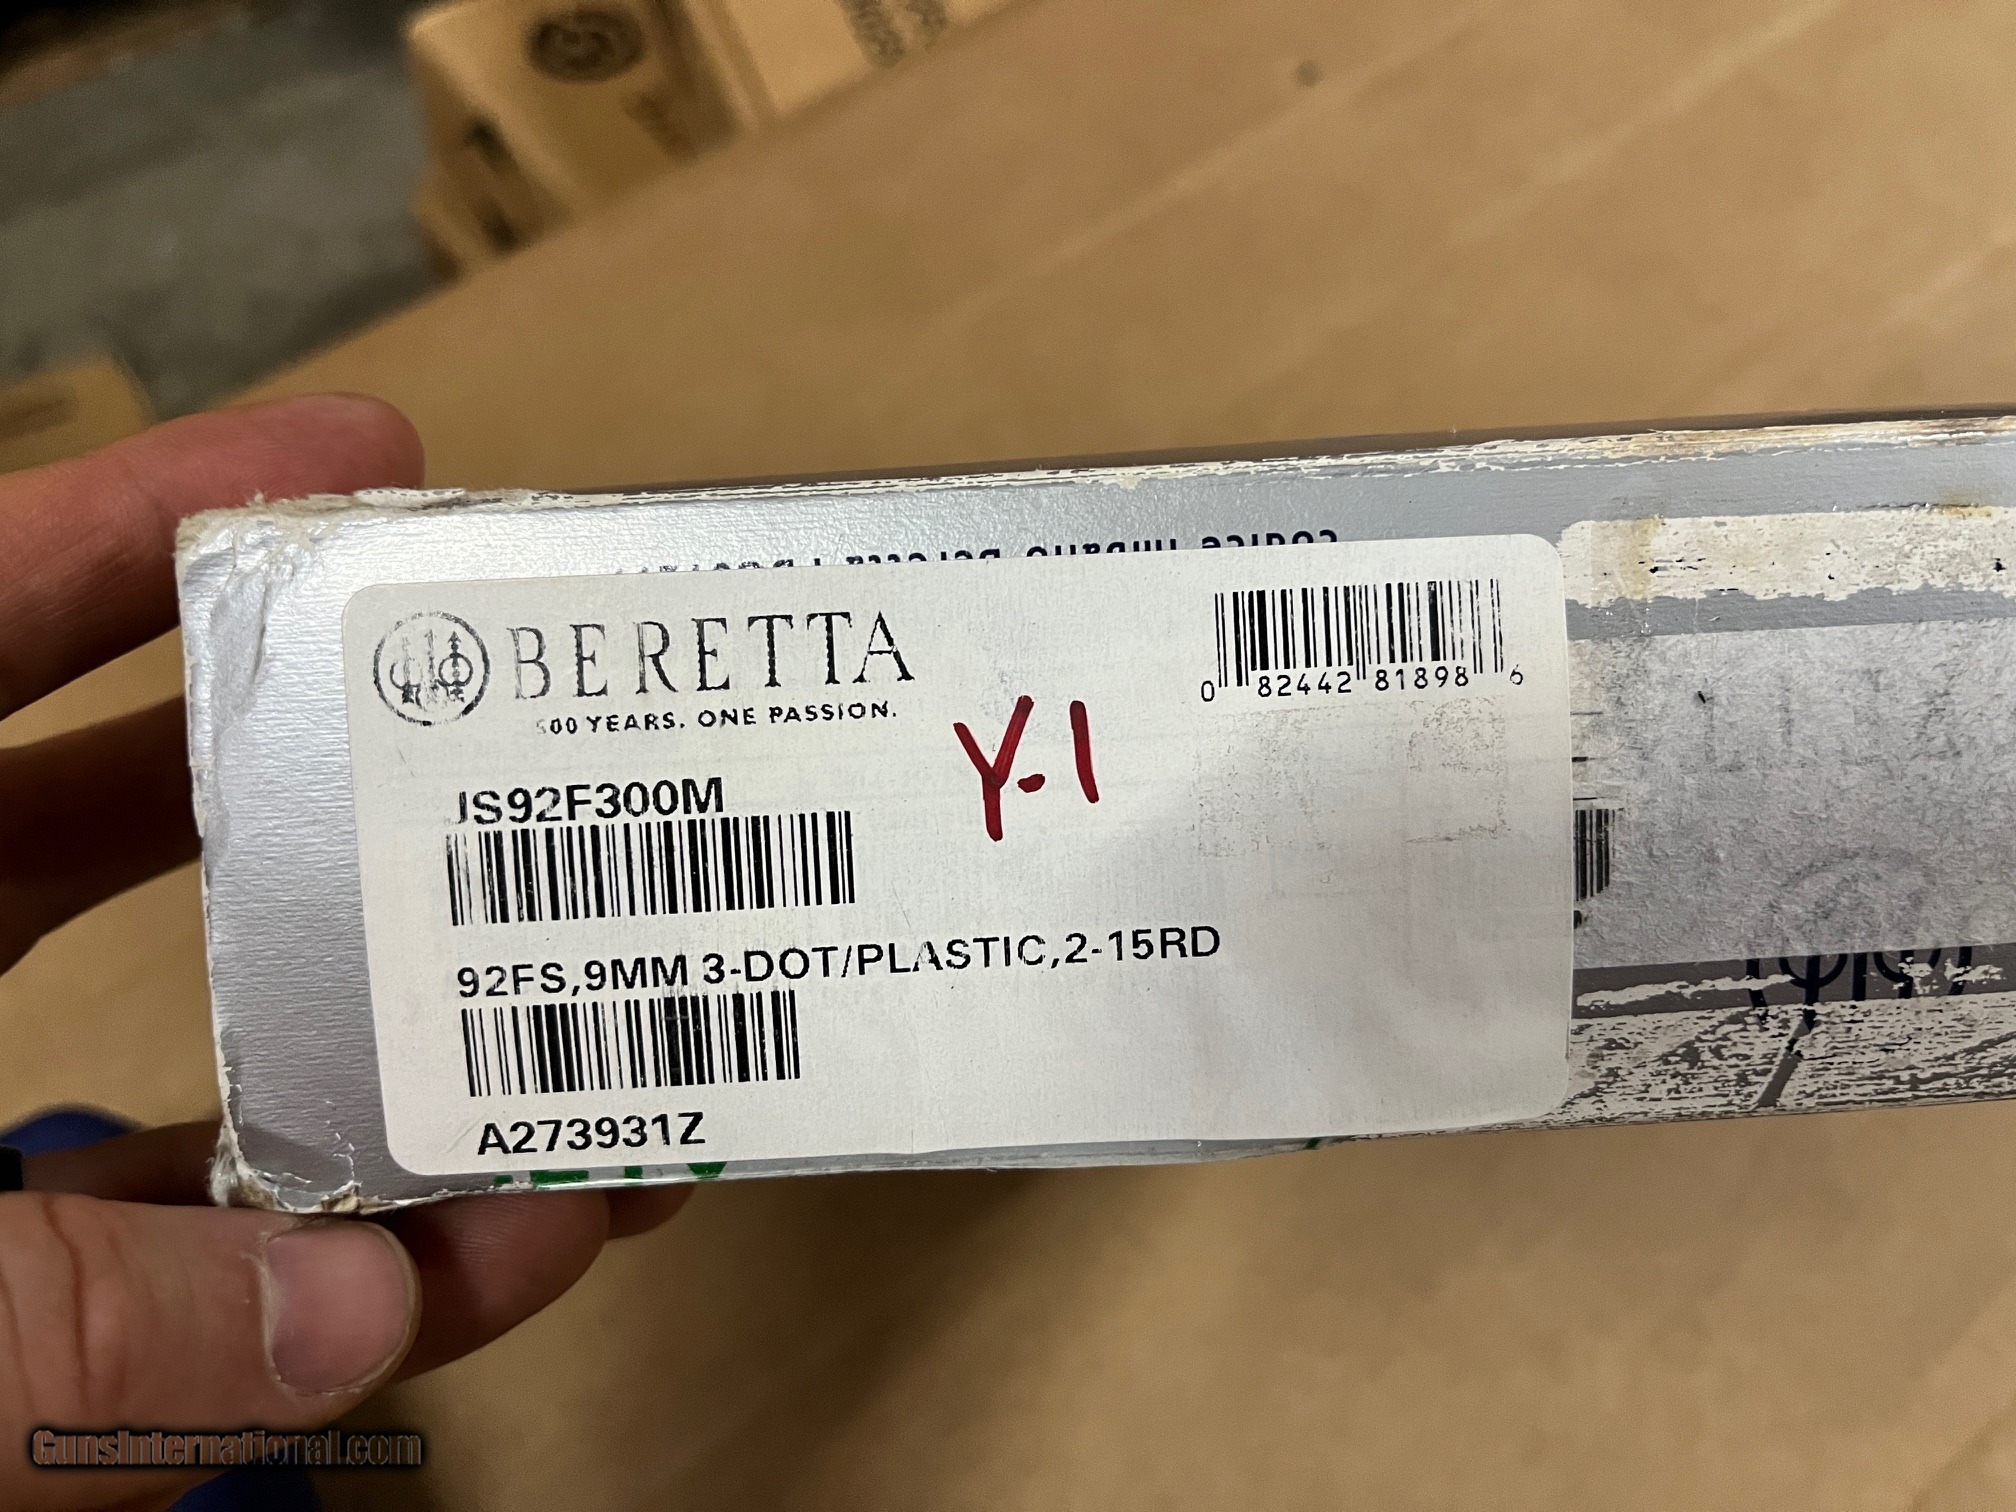 BERETTA
500 YEARS. ONE PASSION.
0 82442 81898 6
Y-1
JS92F300M
92FS,9MM 3-DOT/PLASTIC,2-15RD
A273931Z
GunsInternational.com